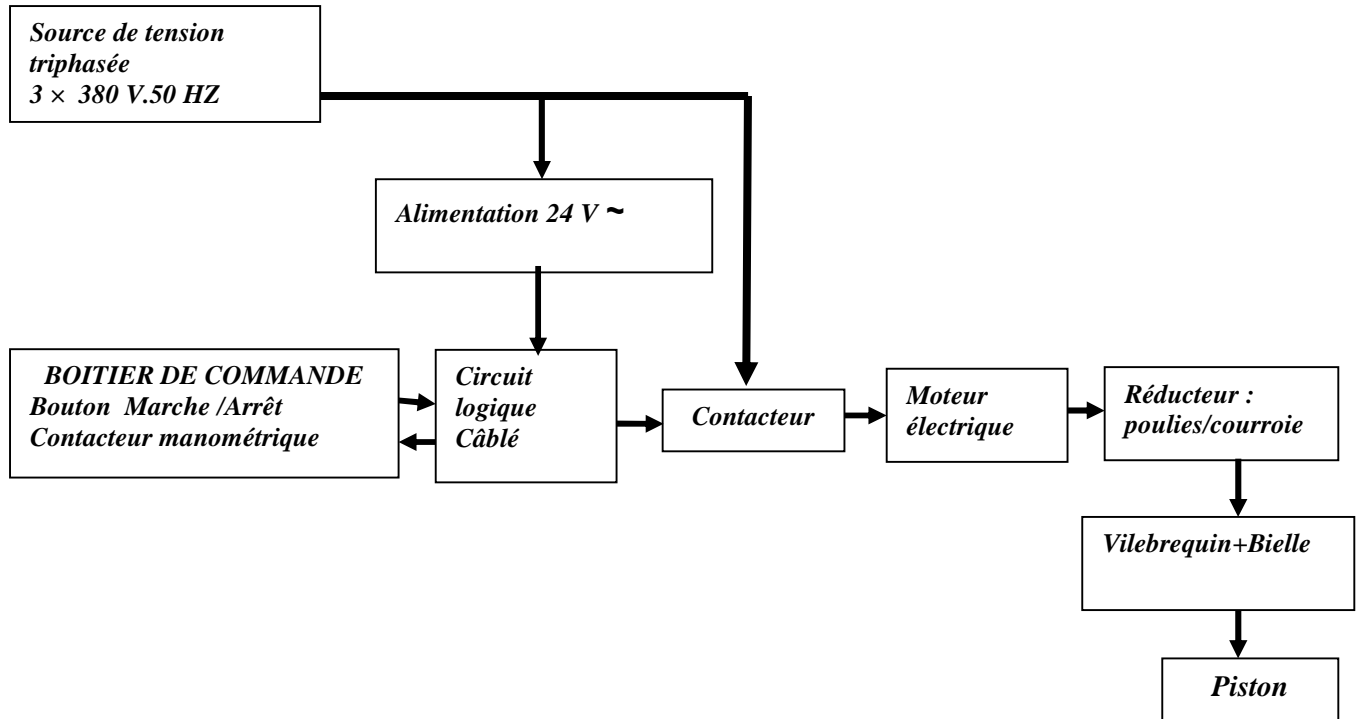 Source de tension
triphasée
3 × 380 V.50 HZ
Alimentation 24 V ~
BOITIER DE COMMANDE
Bouton Marche /Arrêt
Contacteur manométrique
Circuit
logique
Câblé
Contacteur
Moteur
électrique
Réducteur :
poulies/courroie
Vilebrequin+Bielle
Piston